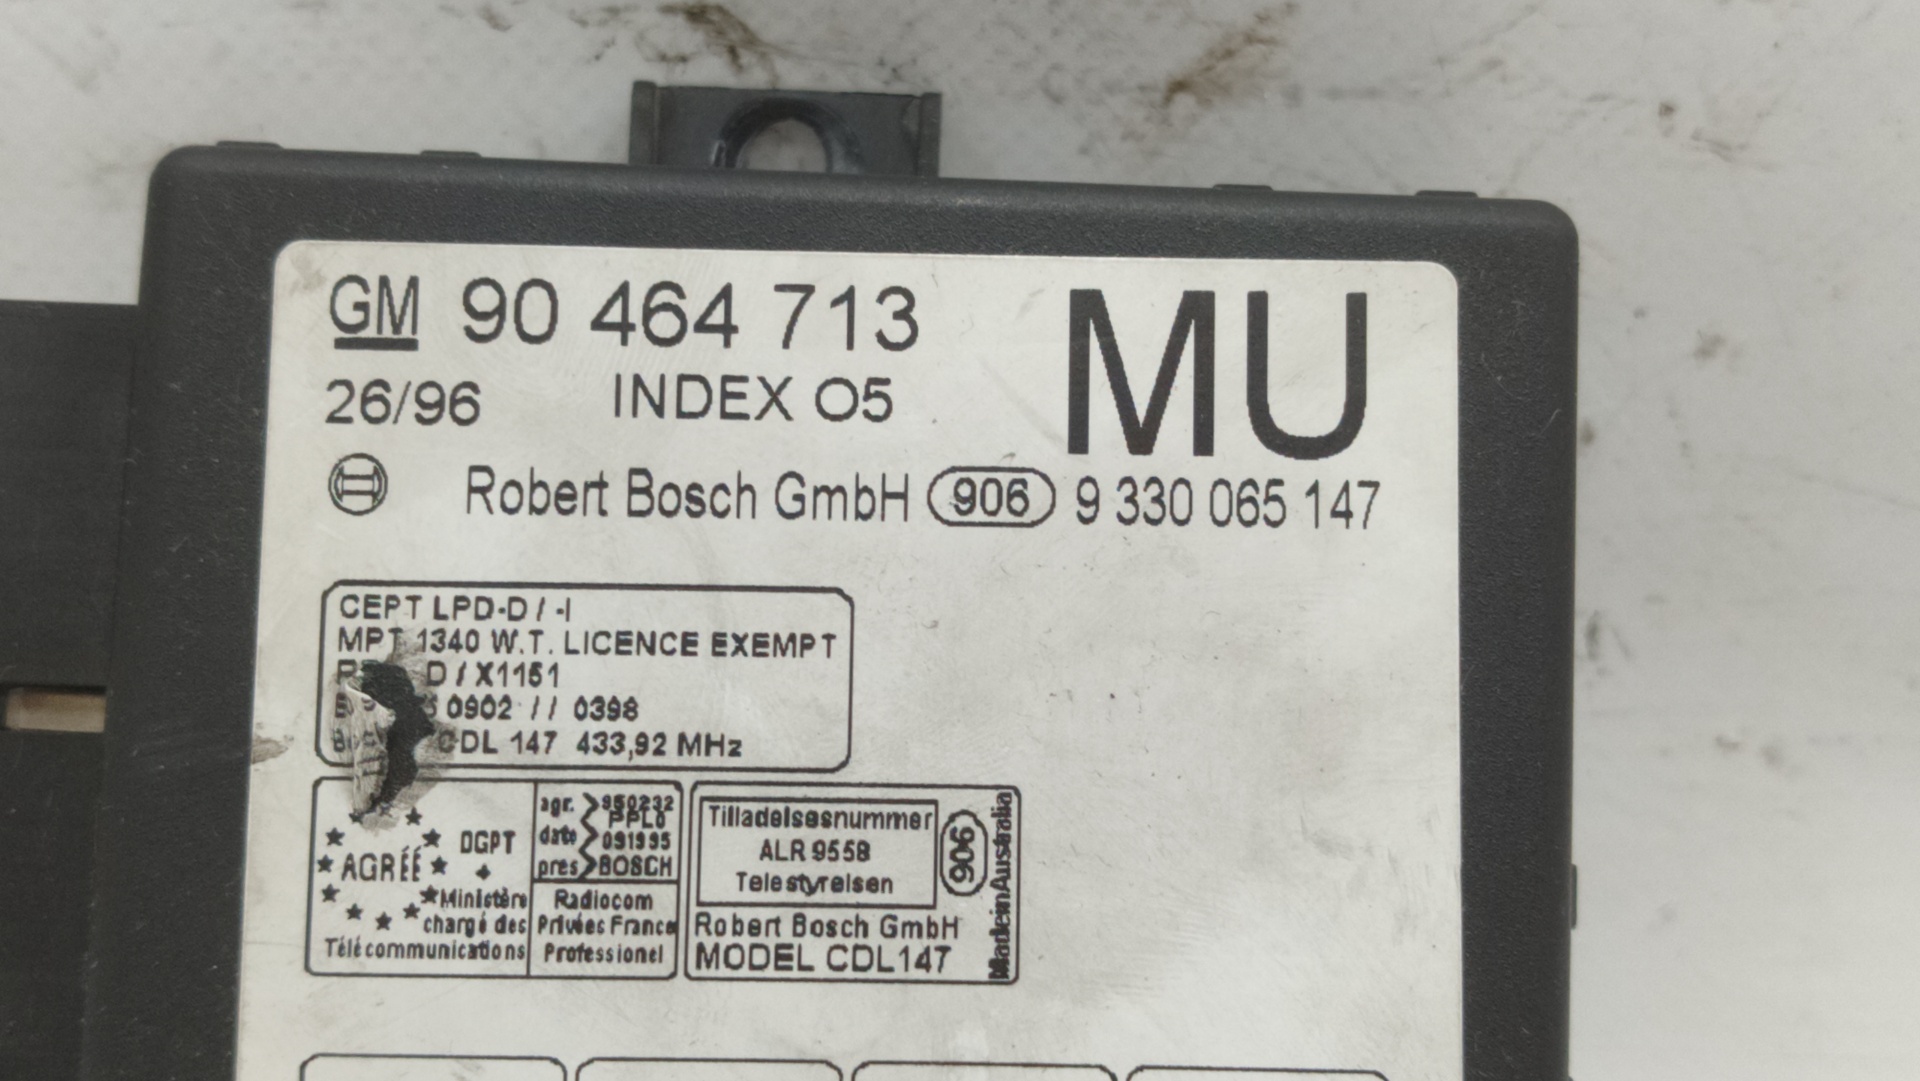 GM 90 464 713
MU
26/96 INDEX 05
Robert Bosch GmbH 906 9 330 065 147
CEPT LPD-D / -I
MPT 1340 W.T. LICENCE EXEMPT
D / X1151
0902 // 0398
CDL 147 433,92 MHz
AGRÉÉ
DGPT
+
Ministère
chargé des
Télécommunications
agr. 950232
PPL0
date 091995
pres BOSCH
Radiocom
Privées France
Professionel
Tilladelsesnummer
ALR 9558
Telestyrelsen
906
Made in Australia
Robert Bosch GmbH
MODEL CDL147